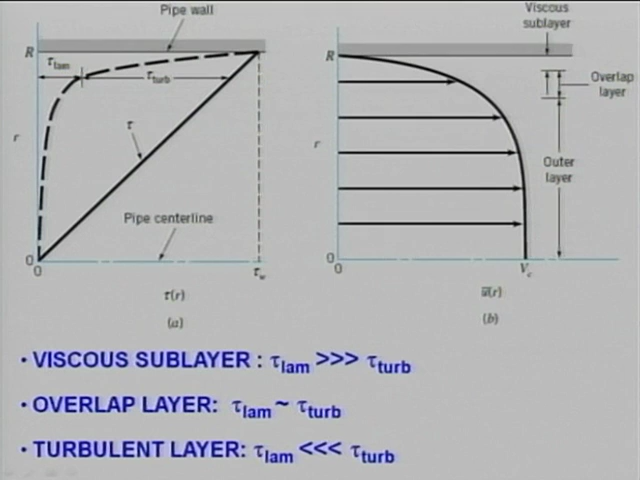 Pipe wall
R
τlam
τturb
r
τ
Pipe centerline
0
0
τw
τ(r)
(a)
Viscous
sublayer
R
Overlap
layer
r
Outer
layer
0
0
Vc
ū(r)
(b)
• VISCOUS SUBLAYER : τlam >>> τturb
• OVERLAP LAYER: τlam ~ τturb
• TURBULENT LAYER: τlam <<< τturb